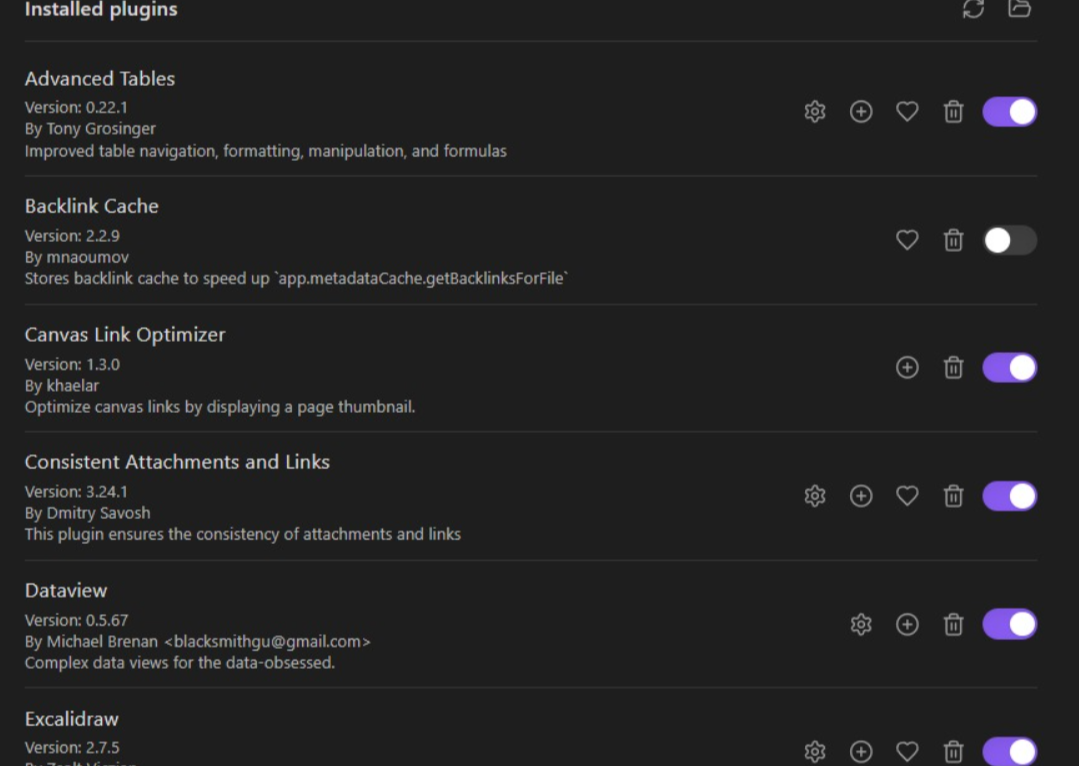 Installed plugins
Advanced Tables
Version: 0.22.1
By Tony Grosinger
Improved table navigation, formatting, manipulation, and formulas
Backlink Cache
Version: 2.2.9
By mnaoumov
Stores backlink cache to speed up `app.metadataCache.getBacklinksForFile`
Canvas Link Optimizer
Version: 1.3.0
By khaelar
Optimize canvas links by displaying a page thumbnail.
Consistent Attachments and Links
Version: 3.24.1
By Dmitry Savosh
This plugin ensures the consistency of attachments and links
Dataview
Version: 0.5.67
By Michael Brenan <blacksmithgu@gmail.com>
Complex data views for the data-obsessed.
Excalidraw
Version: 2.7.5